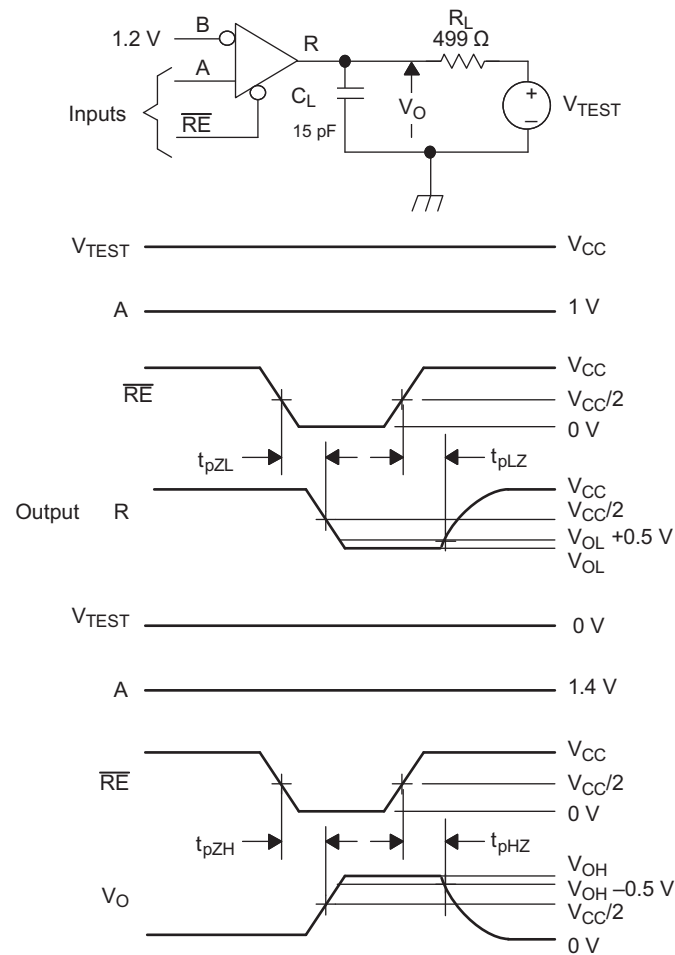 B
R
R_L
499 Ω
1.2 V
A
C_L
V_O
V_TEST
+
–
Inputs
RE
15 pF
V_TEST V_CC
A 1 V
RE V_CC
V_CC/2
0 V
t_pZL t_pLZ
Output R V_CC
V_CC/2
V_OL +0.5 V
V_OL
V_TEST 0 V
A 1.4 V
RE V_CC
V_CC/2
0 V
t_pZH t_pHZ
V_O V_OH
V_OH –0.5 V
V_CC/2
0 V